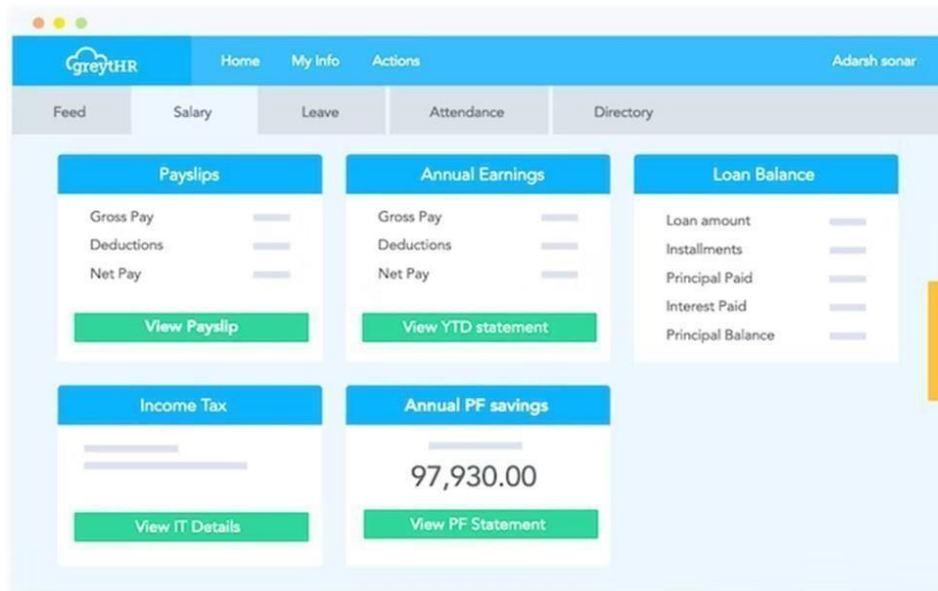 greytHR Home My Info Actions Adarsh sonar
Feed Salary Leave Attendance Directory
Payslips
Gross Pay
Deductions
Net Pay
View Payslip
Annual Earnings
Gross Pay
Deductions
Net Pay
View YTD statement
Loan Balance
Loan amount
Installments
Principal Paid
Interest Paid
Principal Balance
Income Tax
View IT Details
Annual PF savings
97,930.00
View PF Statement